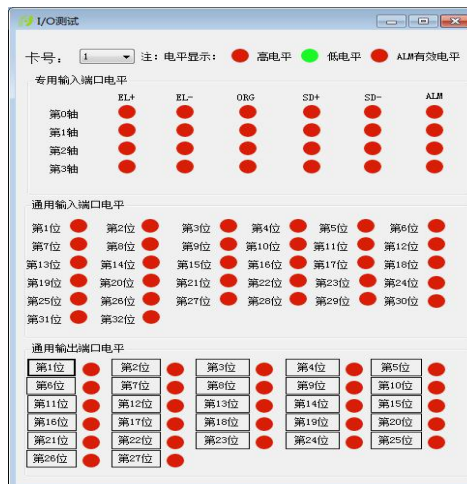 I/O测试
卡号： 1 注：电平显示： 高电平 低电平 ALM有效电平
专用输入端口电平
EL+ EL- ORG SD+ SD- ALM
第0轴
第1轴
第2轴
第3轴
通用输入端口电平
第1位 第2位 第3位 第4位 第5位 第6位
第7位 第8位 第9位 第10位 第11位 第12位
第13位 第14位 第15位 第16位 第17位 第18位
第19位 第20位 第21位 第22位 第23位 第24位
第25位 第26位 第27位 第28位 第29位 第30位
第31位 第32位
通用输出端口电平
第1位 第2位 第3位 第4位 第5位
第6位 第7位 第8位 第9位 第10位
第11位 第12位 第13位 第14位 第15位
第16位 第17位 第18位 第19位 第20位
第21位 第22位 第23位 第24位 第25位
第26位 第27位